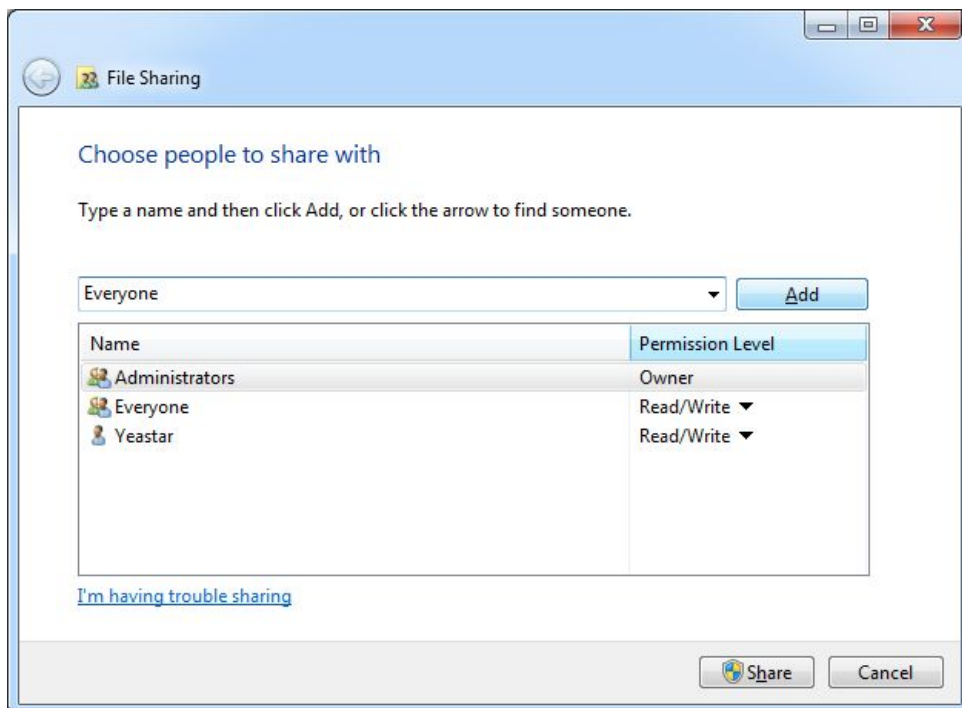 File Sharing
Choose people to share with
Type a name and then click Add, or click the arrow to find someone.
Everyone Add
Name Permission Level
Administrators Owner
Everyone Read/Write
Yeastar Read/Write
I'm having trouble sharing
Share Cancel